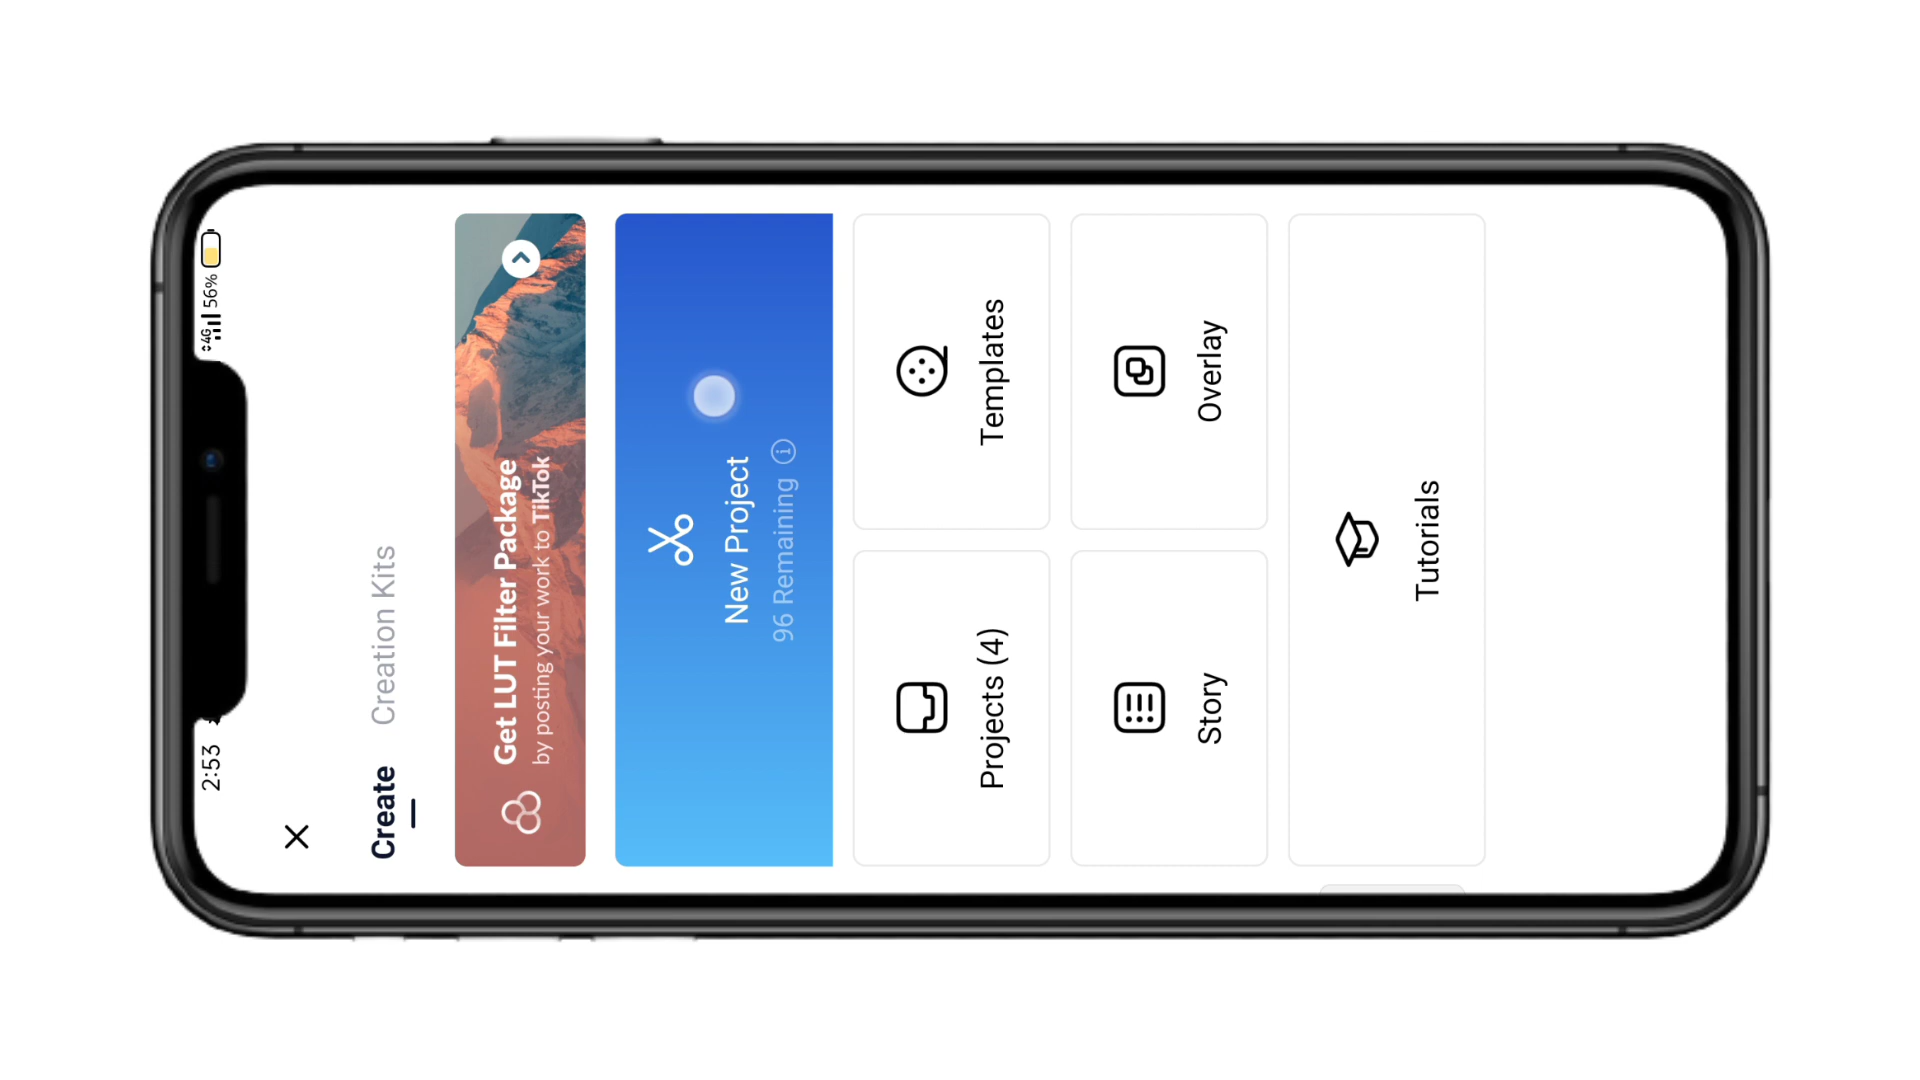 2:53
4G 56%
Create Creation Kits
Get LUT Filter Package
by posting your work to TikTok
New Project
96 Remaining
Projects (4) Templates
Story Overlay
Tutorials